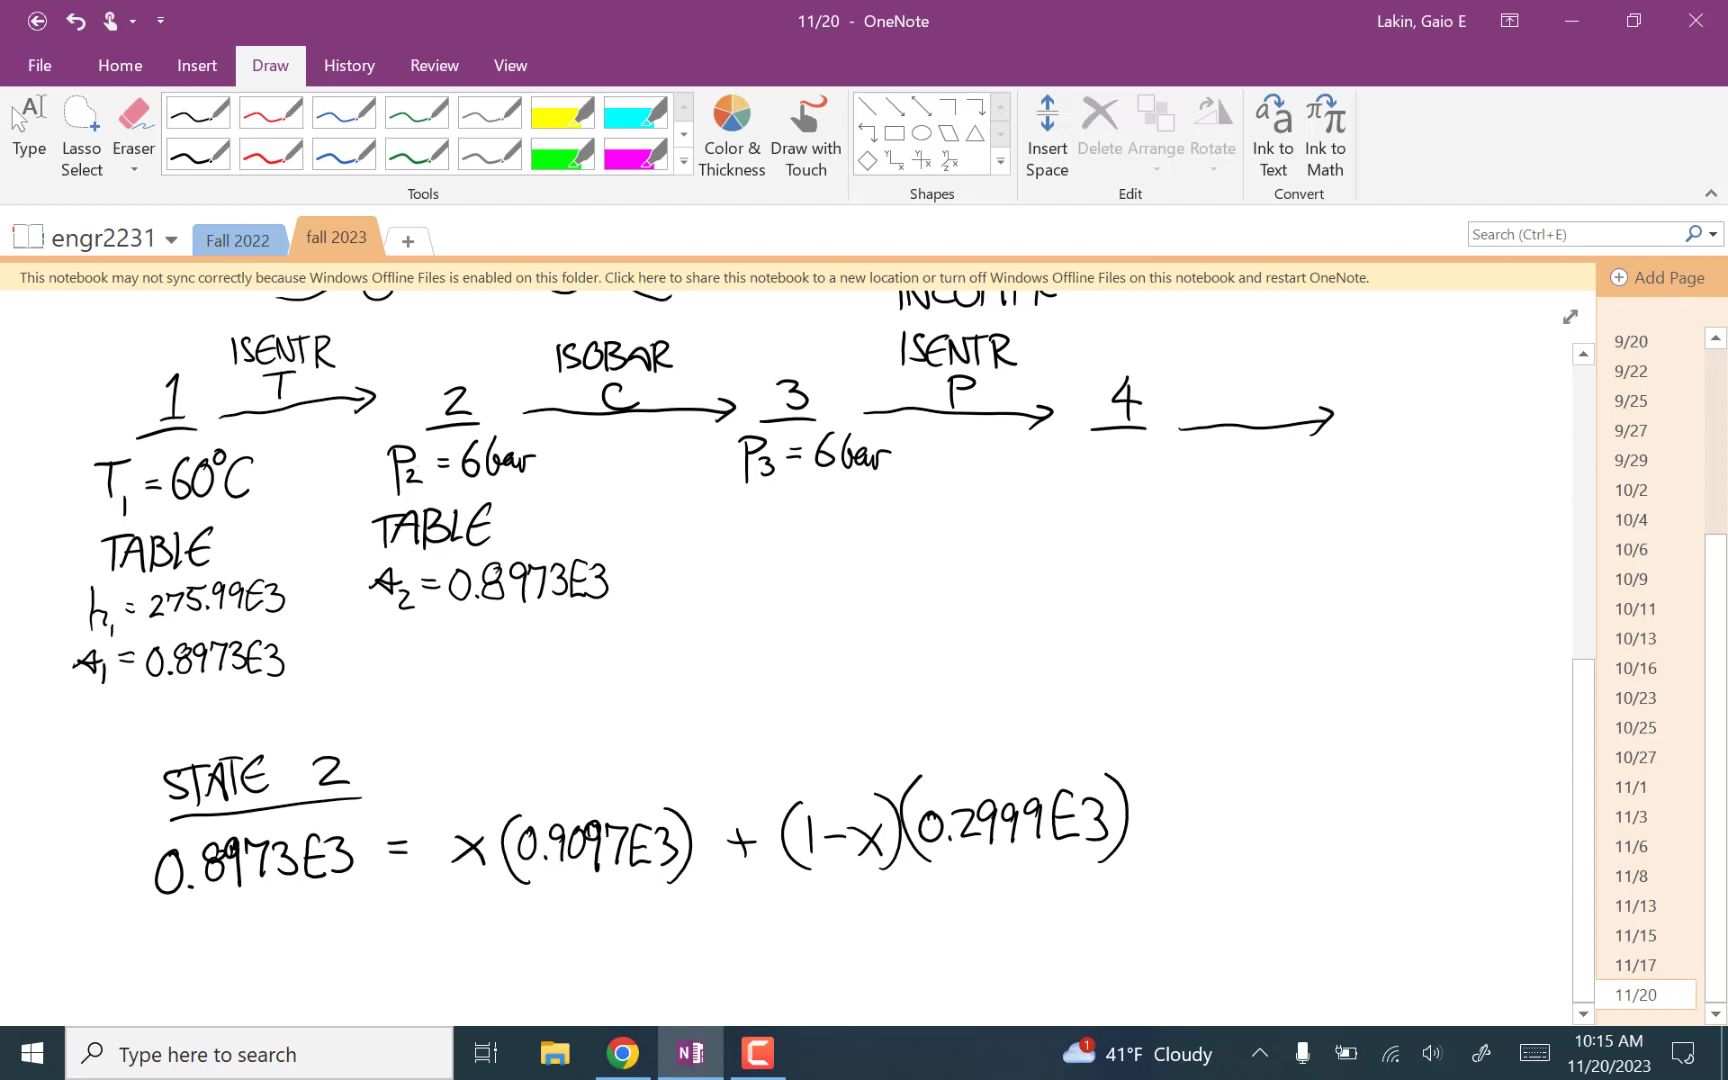 11/20 - OneNote
Lakin, Gaio E
File Home Insert Draw History Review View
Type
Lasso Select
Eraser
Color & Thickness
Draw with Touch
Insert Space
Delete
Arrange
Rotate
Ink to Text
Ink to Math
Tools
Shapes
Edit
Convert
engr2231
Fall 2022
fall 2023
Search (Ctrl+E)
This notebook may not sync correctly because Windows Offline Files is enabled on this folder. Click here to share this notebook to a new location or turn off Windows Offline Files on this notebook and restart OneNote.
Add Page
ISENTR ISOBAR ISENTR
1 T 2 C 3 P 4
T₁ = 60°C P₂ = 6bar P₃ = 6bar
TABLE TABLE
h₁ = 275.99E3 s₂ = 0.8973E3
s₁ = 0.8973E3
STATE 2
0.8973E3 = x(0.9097E3) + (1-x)(0.2999E3)
9/20
9/22
9/25
9/27
9/29
10/2
10/4
10/6
10/9
10/11
10/13
10/16
10/23
10/25
10/27
11/1
11/3
11/6
11/8
11/13
11/15
11/17
11/20
Type here to search
1
41°F Cloudy
10:15 AM
11/20/2023